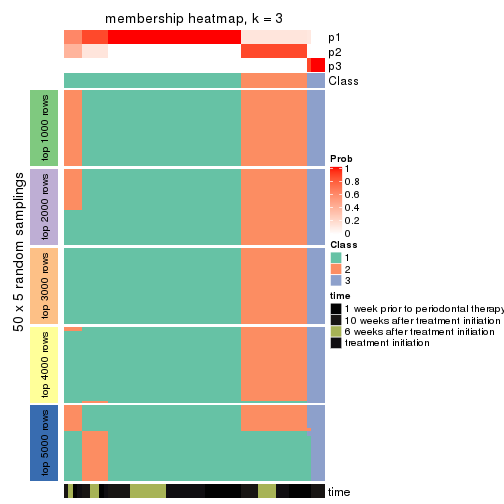 membership heatmap, k = 3
p1
p2
p3
Class
50 x 5 random samplings
top 1000 rows
top 2000 rows
top 3000 rows
top 4000 rows
top 5000 rows
Prob
1
0.8
0.6
0.4
0.2
0
Class
1
2
3
time
1 week prior to periodontal therapy
10 weeks after treatment initiation
6 weeks after treatment initiation
treatment initiation
time